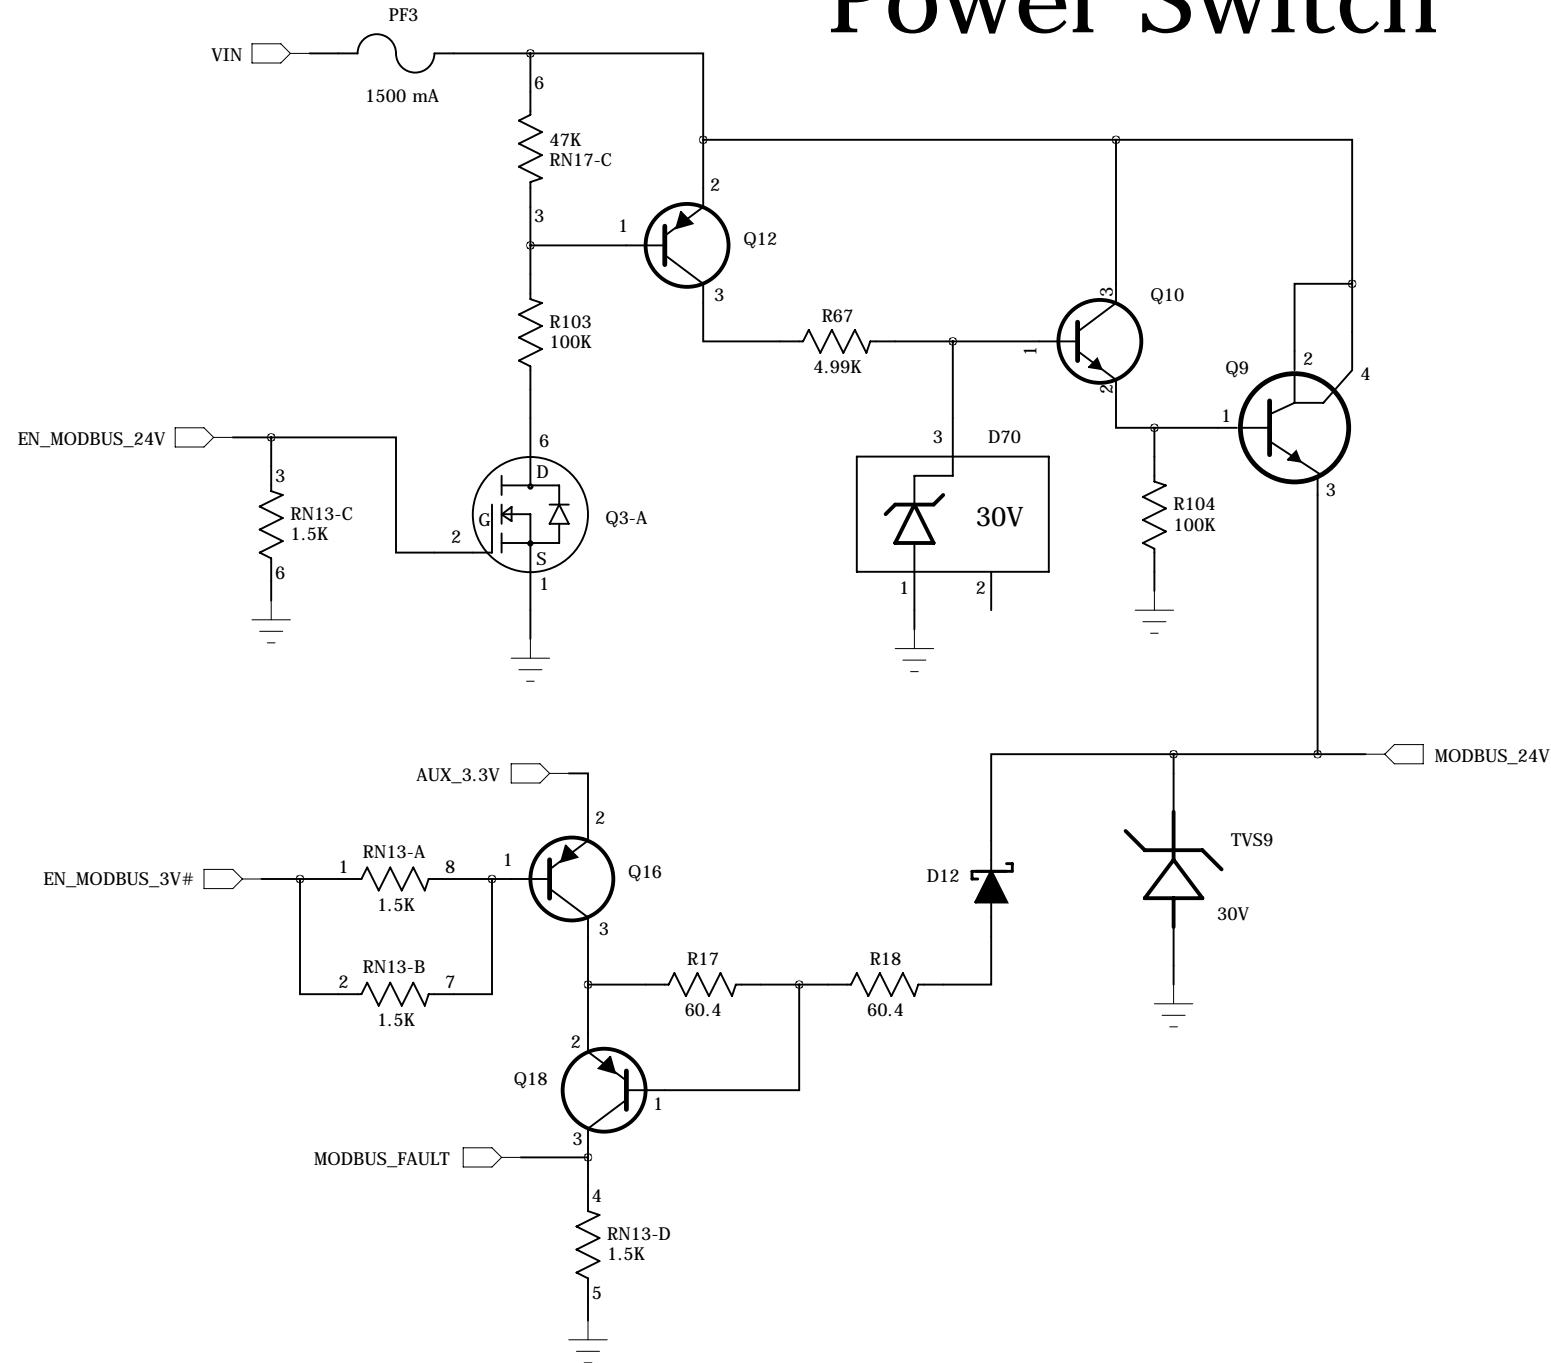 Power Switch
PF3
VIN
1500 mA
6
47K
RN17-C
3
1
2
Q12
3
R103
100K
R67
4.99K
Q10
3
1
2
Q9
2
4
1
3
EN_MODBUS_24V
3
RN13-C
1.5K
6
6
D
G
S
2
1
Q3-A
3
D70
30V
1
2
R104
100K
MODBUS_24V
AUX_3.3V
2
EN_MODBUS_3V#
1
RN13-A
8
1.5K
1
Q16
3
2
RN13-B
7
1.5K
R17
60.4
R18
60.4
D12
TVS9
30V
2
Q18
1
3
MODBUS_FAULT
4
RN13-D
1.5K
5